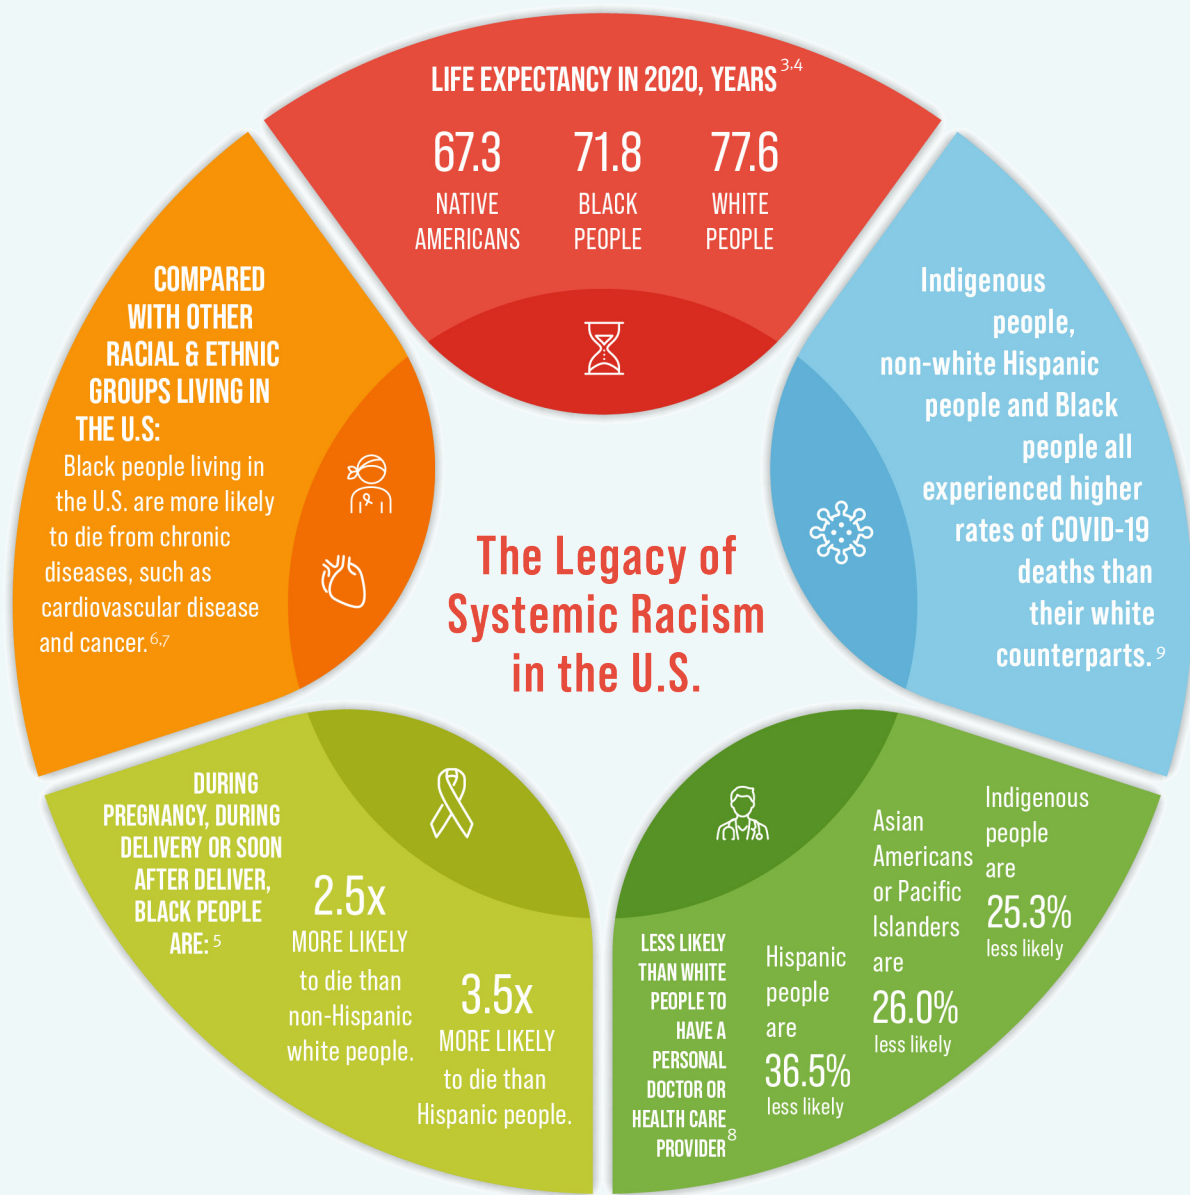 LIFE EXPECTANCY IN 2020, YEARS 3,4
67.3
NATIVE
AMERICANS
71.8
BLACK
PEOPLE
77.6
WHITE
PEOPLE
Indigenous
people,
non-white Hispanic
people and Black
people all
experienced higher
rates of COVID-19
deaths than
their white
counterparts. 9
COMPARED
WITH OTHER
RACIAL & ETHNIC
GROUPS LIVING IN
THE U.S:
Black people living in
the U.S. are more likely
to die from chronic
diseases, such as
cardiovascular disease
and cancer. 6,7
The Legacy of
Systemic Racism
in the U.S.
DURING
PREGNANCY, DURING
DELIVERY OR SOON
AFTER DELIVER,
BLACK PEOPLE
ARE: 5
2.5x
MORE LIKELY
to die than
non-Hispanic
white people.
3.5x
MORE LIKELY
to die than
Hispanic people.
LESS LIKELY
THAN WHITE
PEOPLE TO
HAVE A
PERSONAL
DOCTOR OR
HEALTH CARE
PROVIDER 8
Hispanic
people
are
36.5%
less likely
Asian
Americans
or Pacific
Islanders
are
26.0%
less likely
Indigenous
people
are
25.3%
less likely